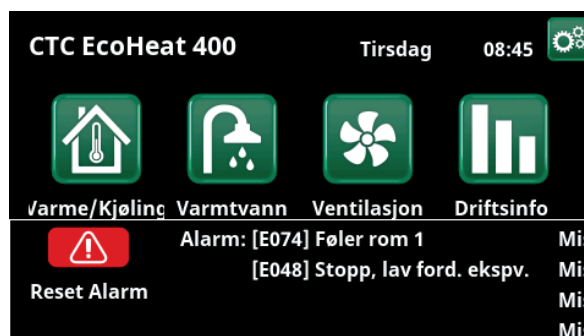 CTC EcoHeat 400 Tirsdag 08:45
Varme/Kjøling Varmtvann Ventilasjon Driftsinfo
Alarm: [E074] Føler rom 1
[E048] Stopp, lav ford. ekspv.
Reset Alarm